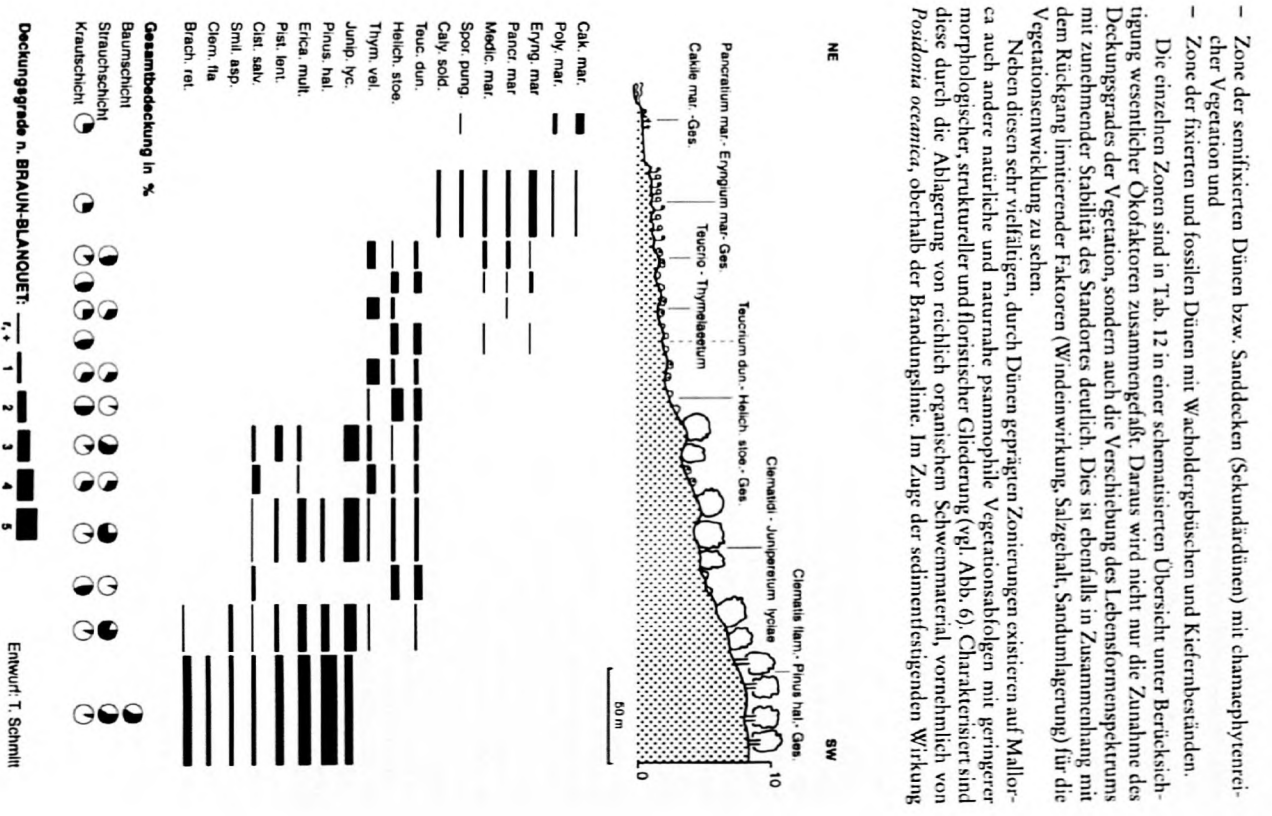 – Zone der semifixierten Dünen bzw. Sanddecken (Sekundärdünen) mit chamaephytenrei-
cher Vegetation und
– Zone der fixierten und fossilen Dünen mit Wacholdergebüschen und Kiefernbeständen.
Die einzelnen Zonen sind in Tab. 12 in einer schematisierten Übersicht unter Berücksich-
tigung wesentlicher Ökofaktoren zusammengefaßt. Daraus wird nicht nur die Zunahme des
Deckungsgrades der Vegetation, sondern auch die Verschiebung des Lebensformenspektrums
mit zunehmender Stabilität des Standortes deutlich. Dies ist ebenfalls in Zusammenhang mit
dem Rückgang limitierender Faktoren (Windeinwirkung, Salzgehalt, Sandumlagerung) für die
Vegetationsentwicklung zu sehen.
Neben diesen sehr vielfältigen, durch Dünen geprägten Zonierungen existieren auf Mallor-
ca auch andere natürliche und naturnahe psammophile Vegetationsabfolgen mit geringerer
morphologischer, struktureller und floristischer Gliederung (vgl. Abb. 6). Charakterisiert sind
diese durch die Ablagerung von reichlich organischem Schwemmaterial, vornehmlich von
Posidonia oceanica, oberhalb der Brandungslinie. Im Zuge der sedimentfestigenden Wirkung
NE
SW
Clematis flam.- Pinus hal.- Ges.
Clematidi - Juniperetum lyciae
Teucrium dun.- Helich. stoe.- Ges.
Pancratium mar.- Eryngium mar- Ges.
Teucrio - Thymelaeetum
Cakile mar. -Ges.
10
0
50 m
Cak. mar.
Poly. mar.
Eryng. mar
Pancr. mar
Medic. mar.
Spor. pung.
Caly. sold.
Teuc. dun.
Helich. stoe.
Thym. vel.
Junip. lyc.
Pinus. hal.
Erica. mult.
Pist. lent.
Cist. salv.
Smil. asp.
Clem. fla
Brach. ret.
Gesamtbedeckung in %
Baumschicht
Strauchschicht
Krautschicht
Deckungsgrade n. BRAUN-BLANQUET:
r,+ 1 2 3 4 5
Entwurf: T. Schmitt